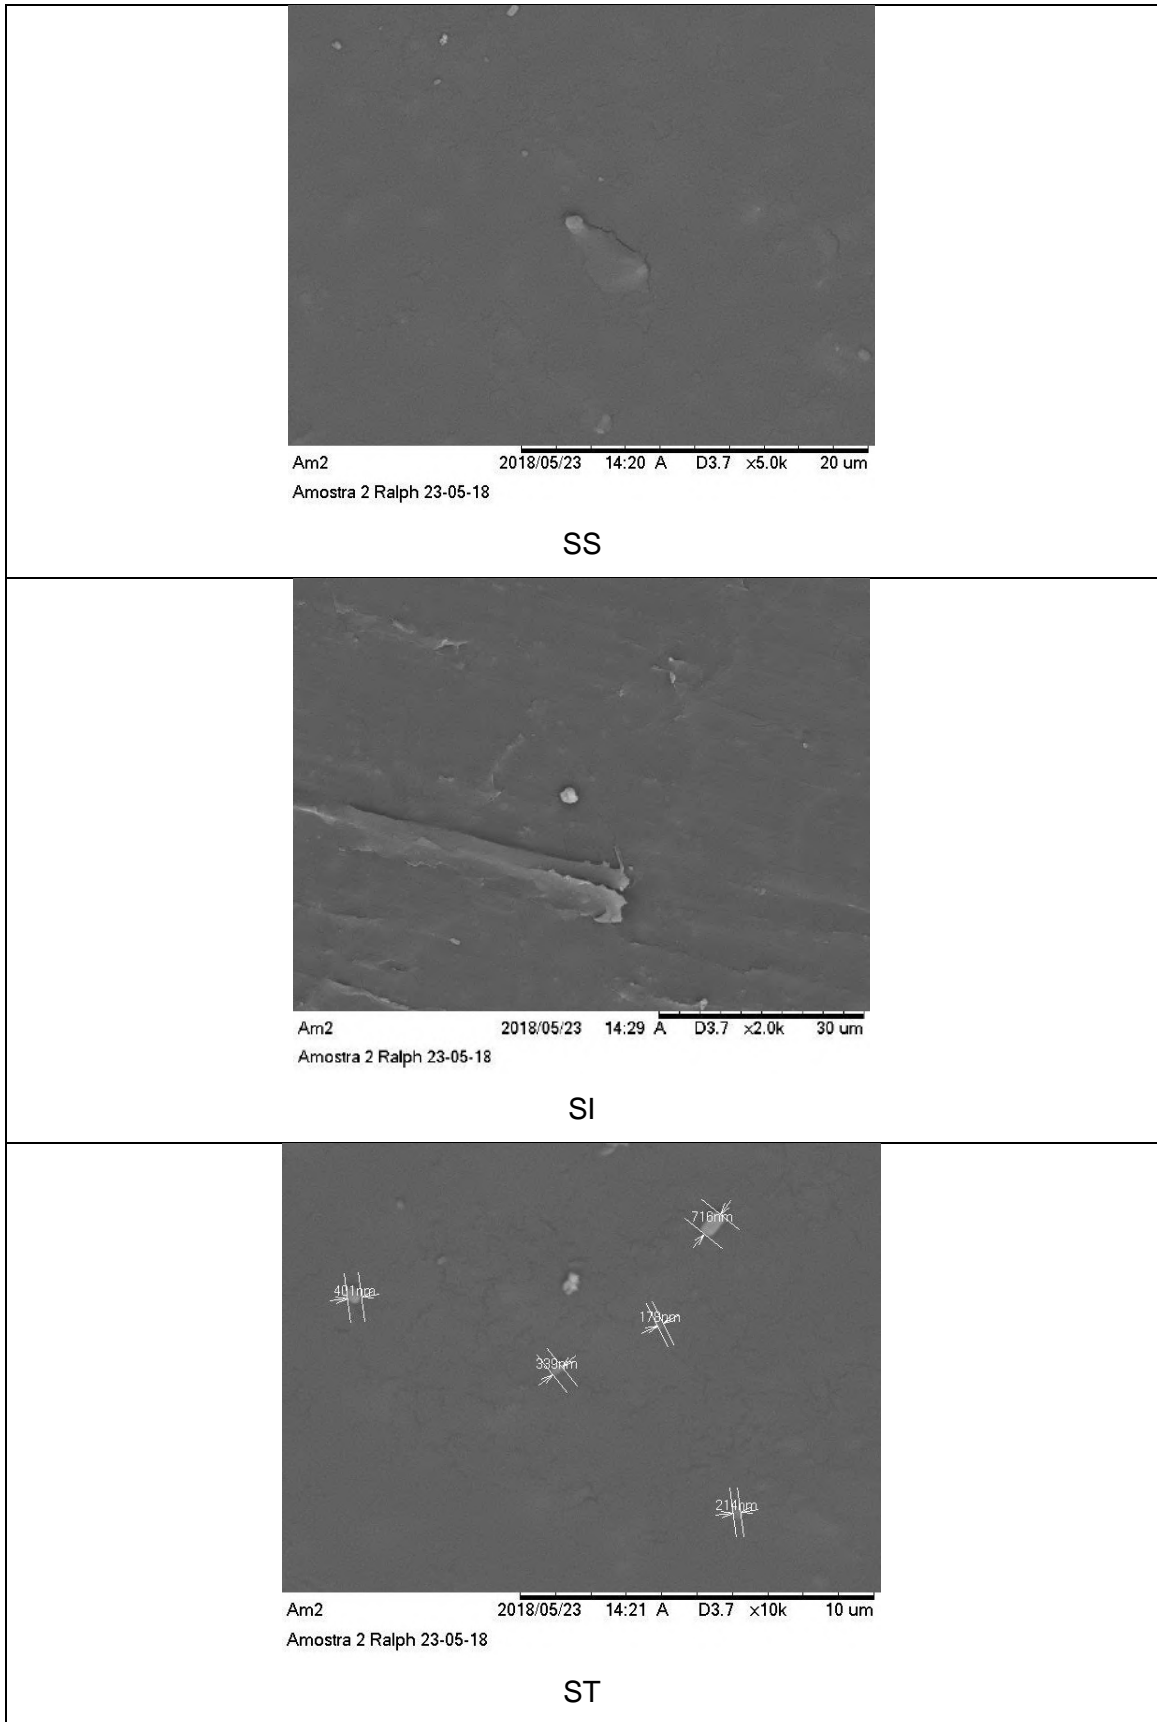 Am2 2018/05/23 14:20 A D3.7 x5.0k 20 um
Amostra 2 Ralph 23-05-18
SS
Am2 2018/05/23 14:29 A D3.7 x2.0k 30 um
Amostra 2 Ralph 23-05-18
SI
716nm
401nm
179nm
339nm
214nm
Am2 2018/05/23 14:21 A D3.7 x10k 10 um
Amostra 2 Ralph 23-05-18
ST